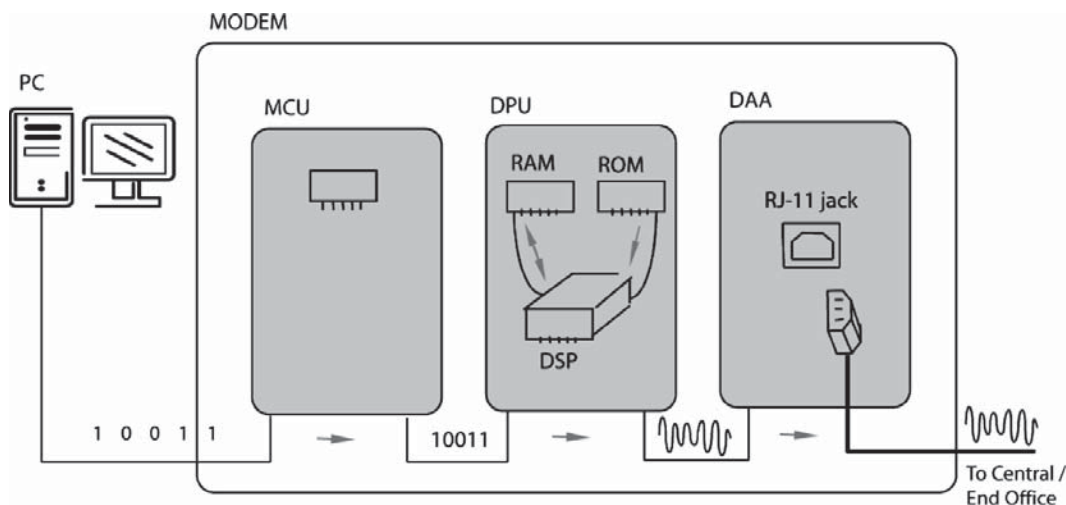 MODEM
PC
MCU
DPU
DAA
RAM
ROM
RJ-11 jack
DSP
1 0 0 1 1
10011
To Central /
End Office